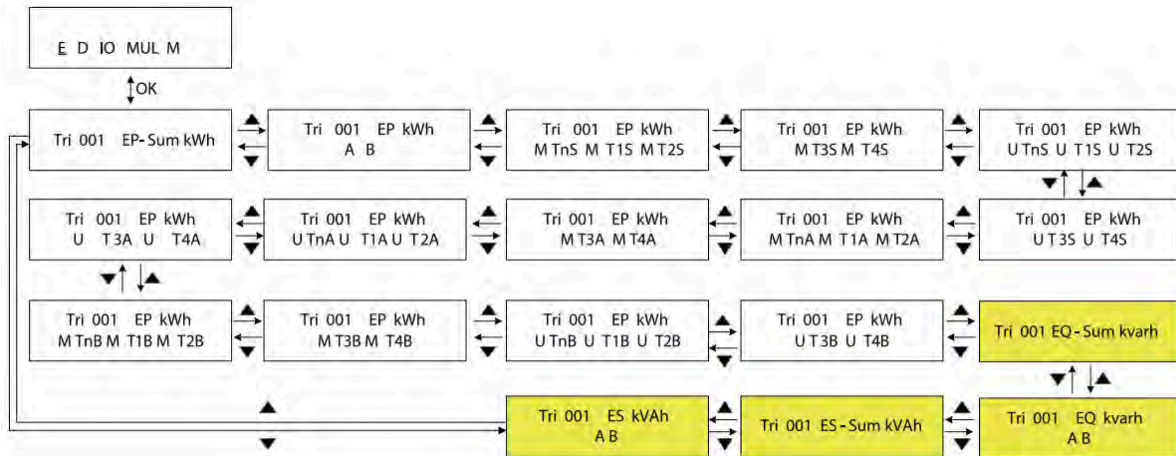 E D IO MUL M
OK
Tri 001 EP- Sum kWh
Tri 001 EP kWh
A B
Tri 001 EP kWh
M TnS M T1S M T2S
Tri 001 EP kWh
M T3S M T4S
Tri 001 EP kWh
U TnS U T1S U T2S
Tri 001 EP kWh
U T3A U T4A
Tri 001 EP kWh
U TnA U T1A U T2A
Tri 001 EP kWh
M T3A M T4A
Tri 001 EP kWh
M TnA M T1A M T2A
Tri 001 EP kWh
U T3S U T4S
Tri 001 EP kWh
M TnB M T1B M T2B
Tri 001 EP kWh
M T3B M T4B
Tri 001 EP kWh
U TnB U T1B U T2B
Tri 001 EP kWh
U T3B U T4B
Tri 001 EQ - Sum kvarh
Tri 001 ES kVAh
A B
Tri 001 ES - Sum kVAh
Tri 001 EQ kvarh
A B